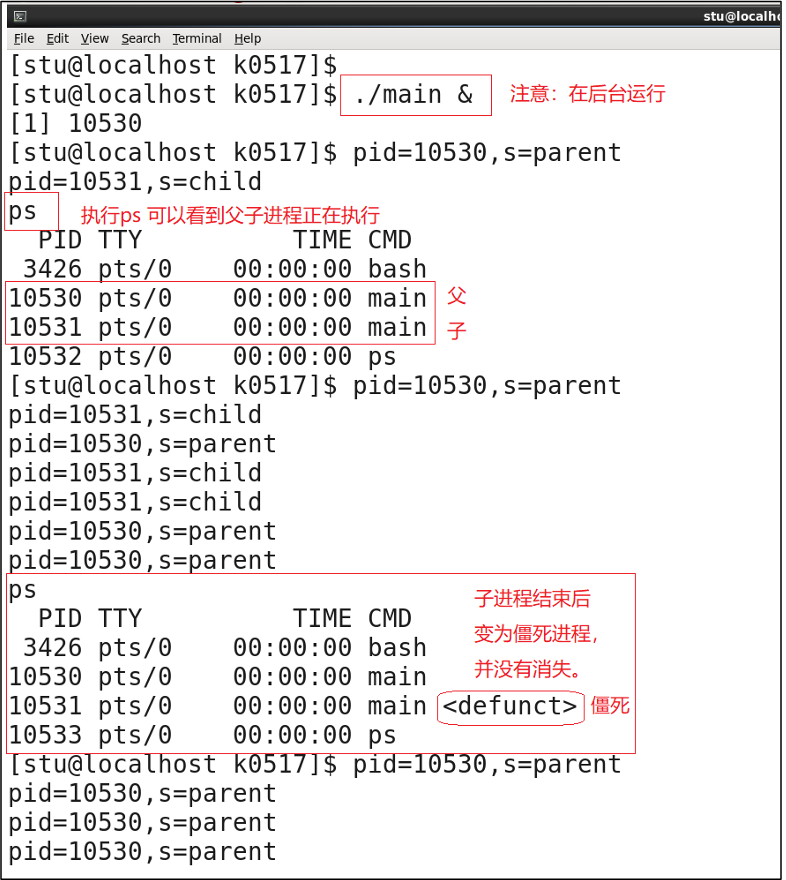 stu@localh
File Edit View Search Terminal Help
[stu@localhost k0517]$
[stu@localhost k0517]$ ./main & 注意：在后台运行
[1] 10530
[stu@localhost k0517]$ pid=10530,s=parent
pid=10531,s=child
ps 执行ps 可以看到父子进程正在执行
PID TTY TIME CMD
3426 pts/0 00:00:00 bash
10530 pts/0 00:00:00 main 父
10531 pts/0 00:00:00 main 子
10532 pts/0 00:00:00 ps
[stu@localhost k0517]$ pid=10530,s=parent
pid=10531,s=child
pid=10530,s=parent
pid=10531,s=child
pid=10531,s=child
pid=10530,s=parent
pid=10530,s=parent
ps 子进程结束后
PID TTY TIME CMD
3426 pts/0 00:00:00 bash 变为僵死进程，
10530 pts/0 00:00:00 main 并没有消失。
10531 pts/0 00:00:00 main <defunct> 僵死
10533 pts/0 00:00:00 ps
[stu@localhost k0517]$ pid=10530,s=parent
pid=10530,s=parent
pid=10530,s=parent
pid=10530,s=parent